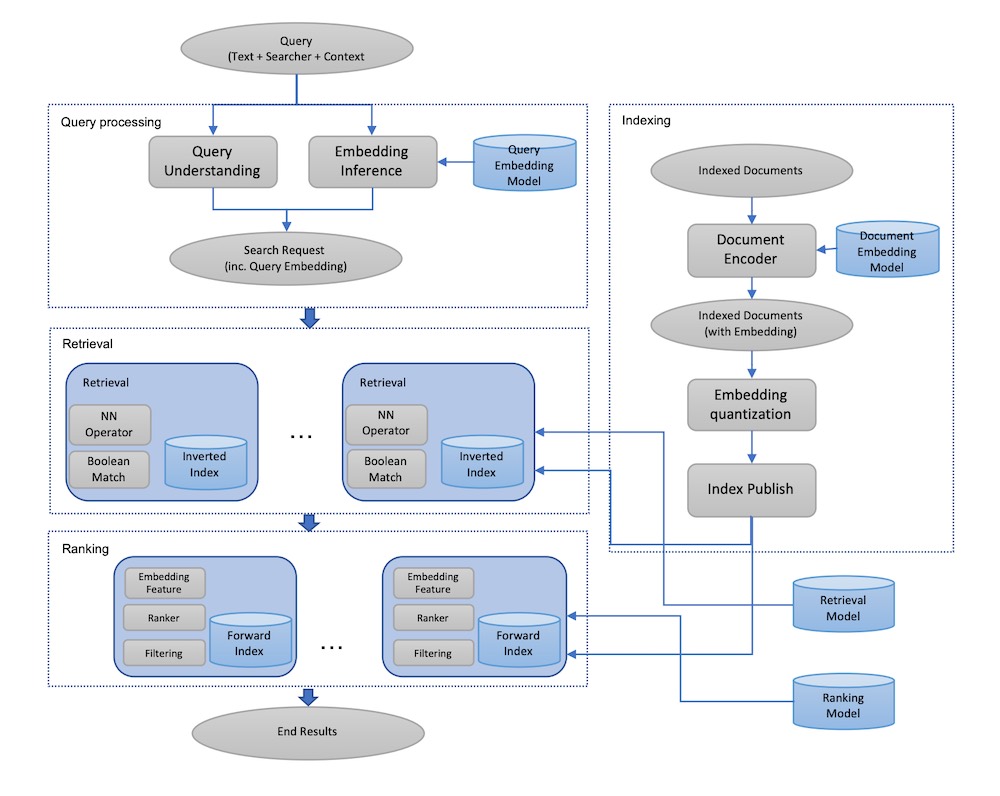 Query
(Text + Searcher + Context
Query processing
Query
Understanding
Embedding
Inference
Query
Embedding
Model
Search Request
(inc. Query Embedding)
Indexing
Indexed Documents
Document
Encoder
Document
Embedding
Model
Indexed Documents
(with Embedding)
Embedding
quantization
Index Publish
Retrieval
Retrieval
NN
Operator
Boolean
Match
Inverted
Index
...
Retrieval
NN
Operator
Boolean
Match
Inverted
Index
Ranking
Embedding
Feature
Ranker
Filtering
Forward
Index
...
Embedding
Feature
Ranker
Filtering
Forward
Index
Retrieval
Model
Ranking
Model
End Results